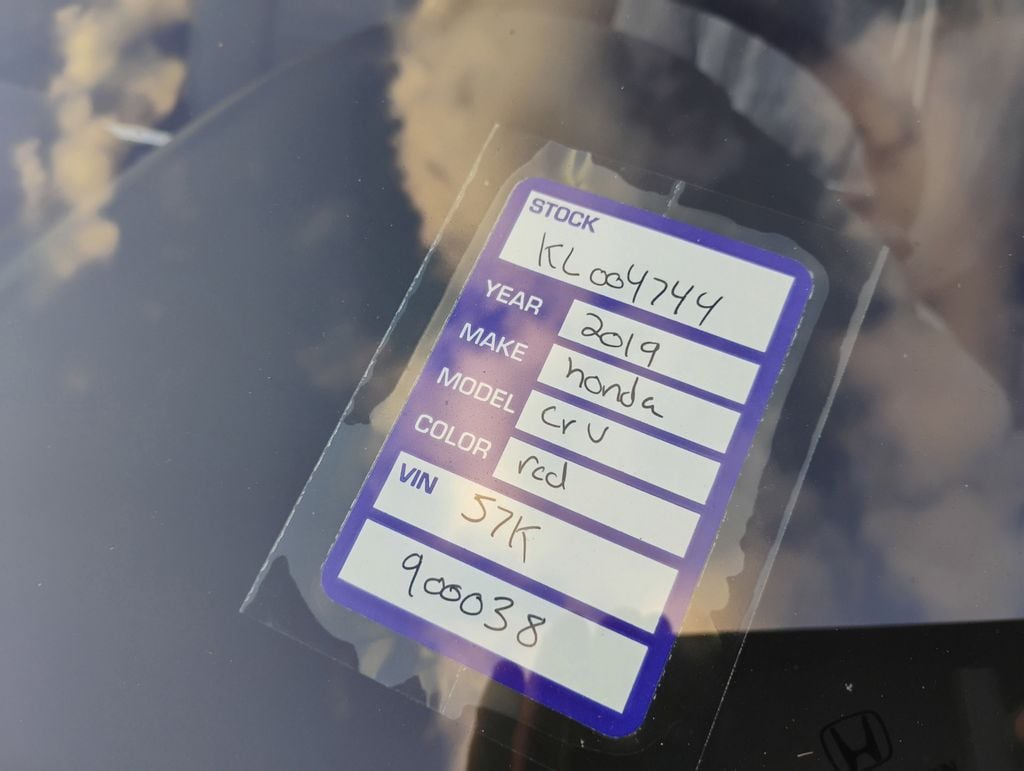 STOCK
KL004744
YEAR 2019
MAKE honda
MODEL Cr V
COLOR red
VIN 57K
900038